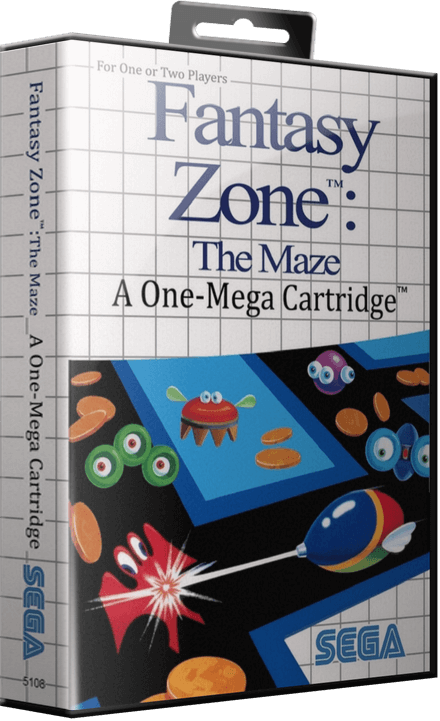 For One or Two Players
Fantasy
Zone™:
The Maze
A One-Mega Cartridge™
SEGA
Fantasy Zone™: The Maze A One-Mega Cartridge
SEGA
5108